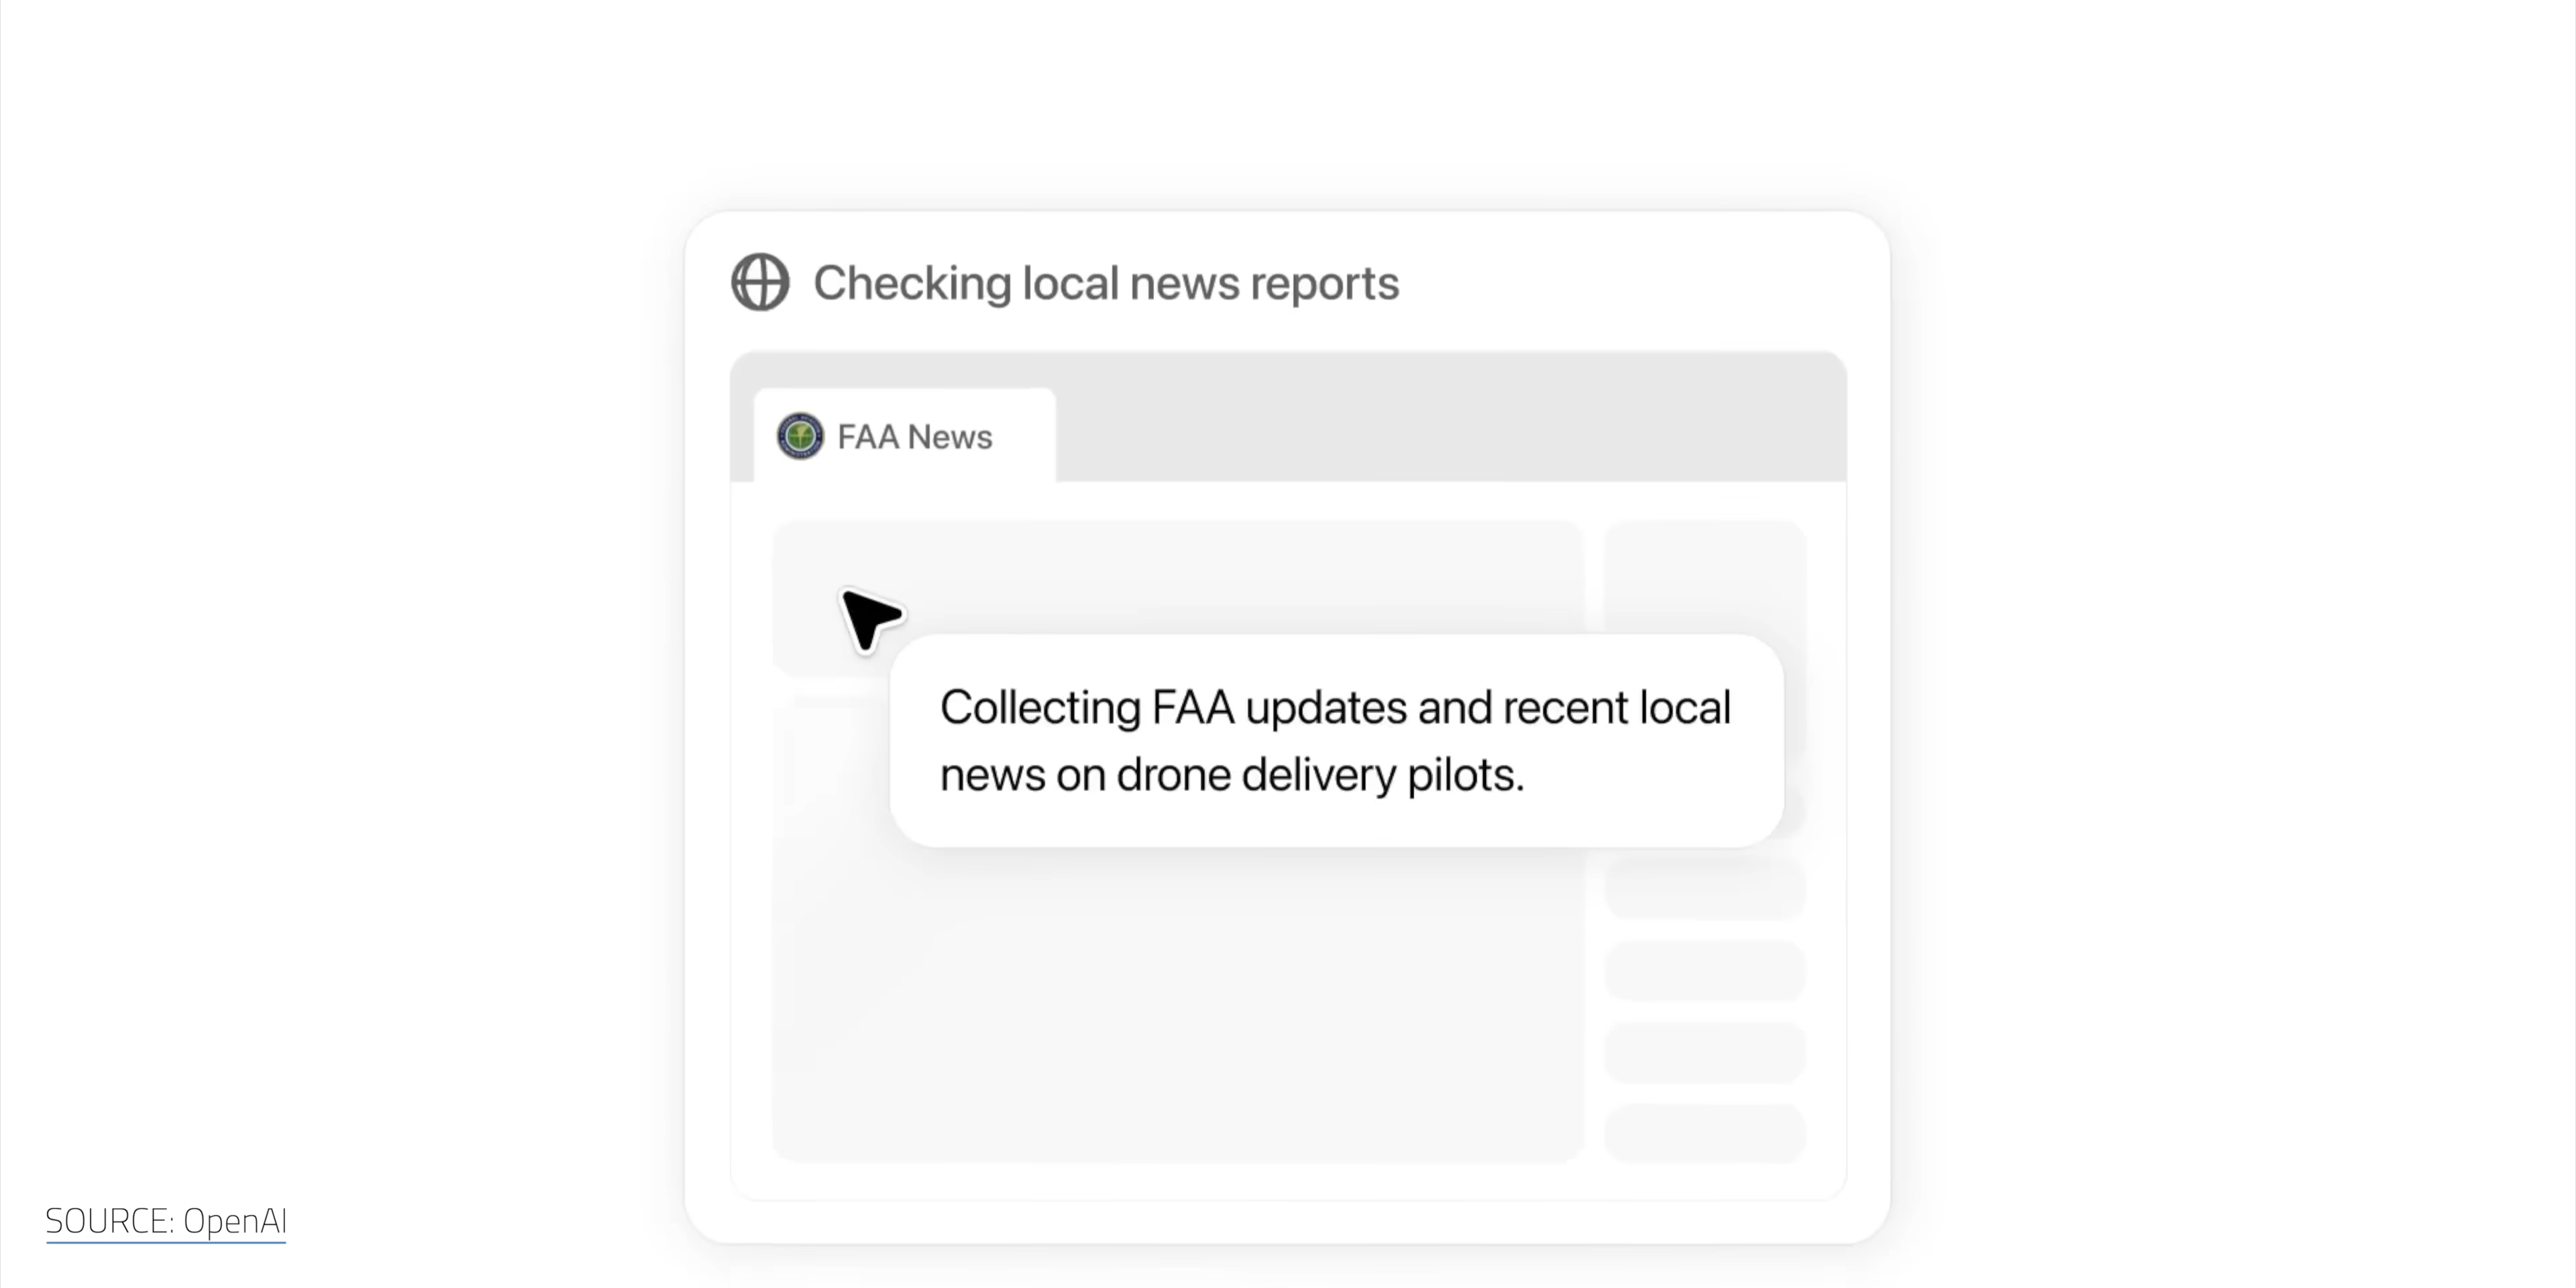 Checking local news reports
FAA News
Collecting FAA updates and recent local
news on drone delivery pilots.
SOURCE: OpenAI